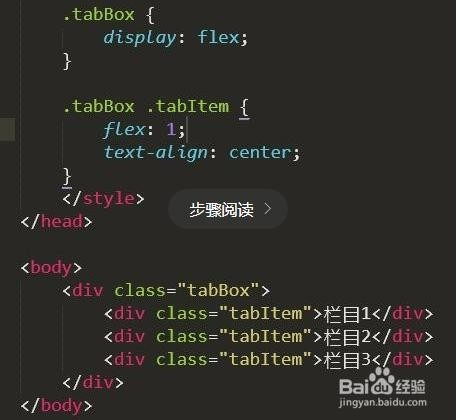 .tabBox {
display: flex;
}
.tabBox .tabItem {
flex: 1;
text-align: center;
}
</style>
步骤阅读 >
</head>
<body>
<div class="tabBox">
<div class="tabItem">栏目1</div>
<div class="tabItem">栏目2</div>
<div class="tabItem">栏目3</div>
</div>
</body>
Baidu 经验
jingyan.baidu.com